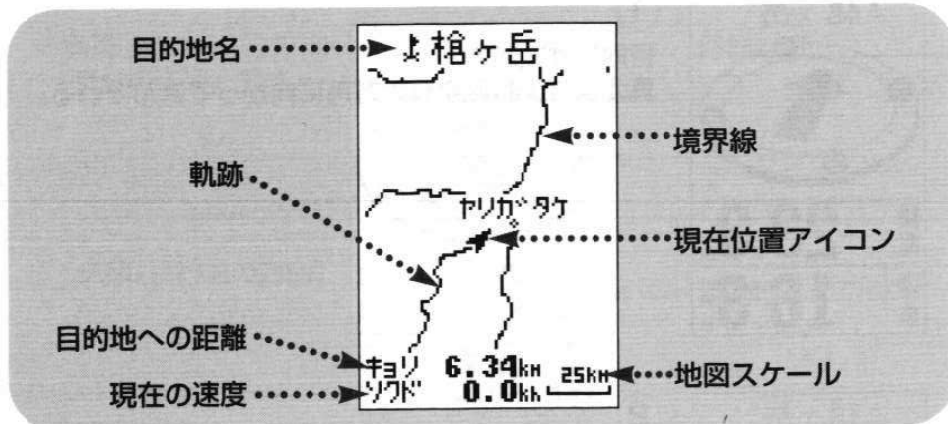 目的地名
槍ヶ岳
境界線
軌跡
ヤリガタケ
現在位置アイコン
目的地への距離
キョリ 6.34km
25km
地図スケール
現在の速度
ソクド 0.0kh